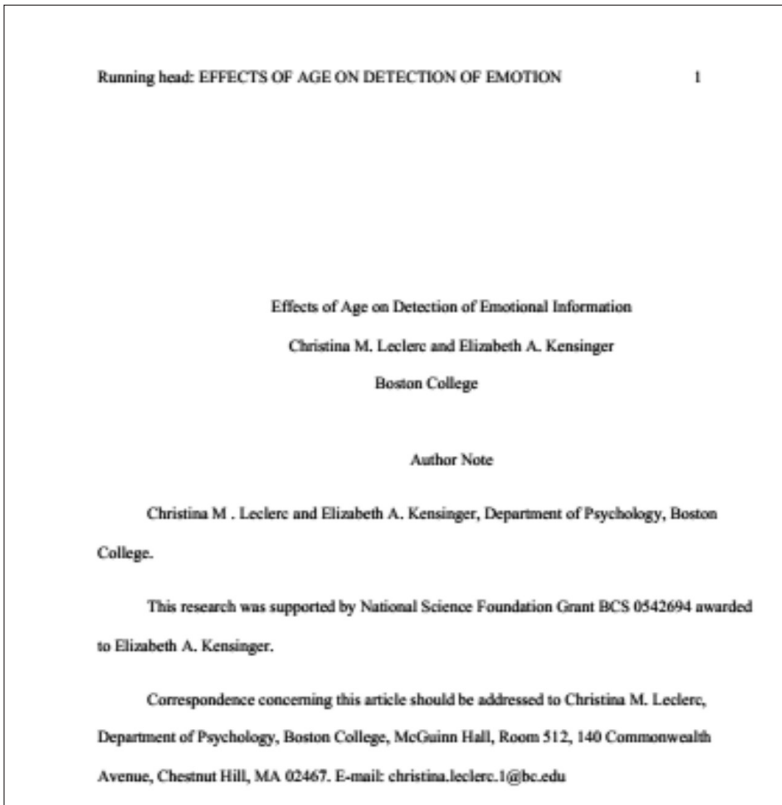 Running head: EFFECTS OF AGE ON DETECTION OF EMOTION 1
Effects of Age on Detection of Emotional Information
Christina M. Leclerc and Elizabeth A. Kensinger
Boston College
Author Note
Christina M . Leclerc and Elizabeth A. Kensinger, Department of Psychology, Boston
College.
This research was supported by National Science Foundation Grant BCS 0542694 awarded
to Elizabeth A. Kensinger.
Correspondence concerning this article should be addressed to Christina M. Leclerc,
Department of Psychology, Boston College, McGuinn Hall, Room 512, 140 Commonwealth
Avenue, Chestnut Hill, MA 02467. E-mail: christina.leclerc.1@bc.edu